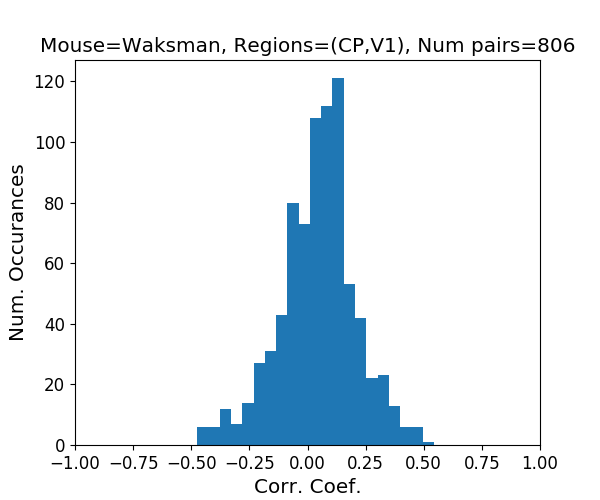 Mouse=Waksman, Regions=(CP,V1), Num pairs=806
120
100
80
60
40
20
0
Num. Occurances
−1.00 −0.75 −0.50 −0.25 0.00 0.25 0.50 0.75 1.00
Corr. Coef.